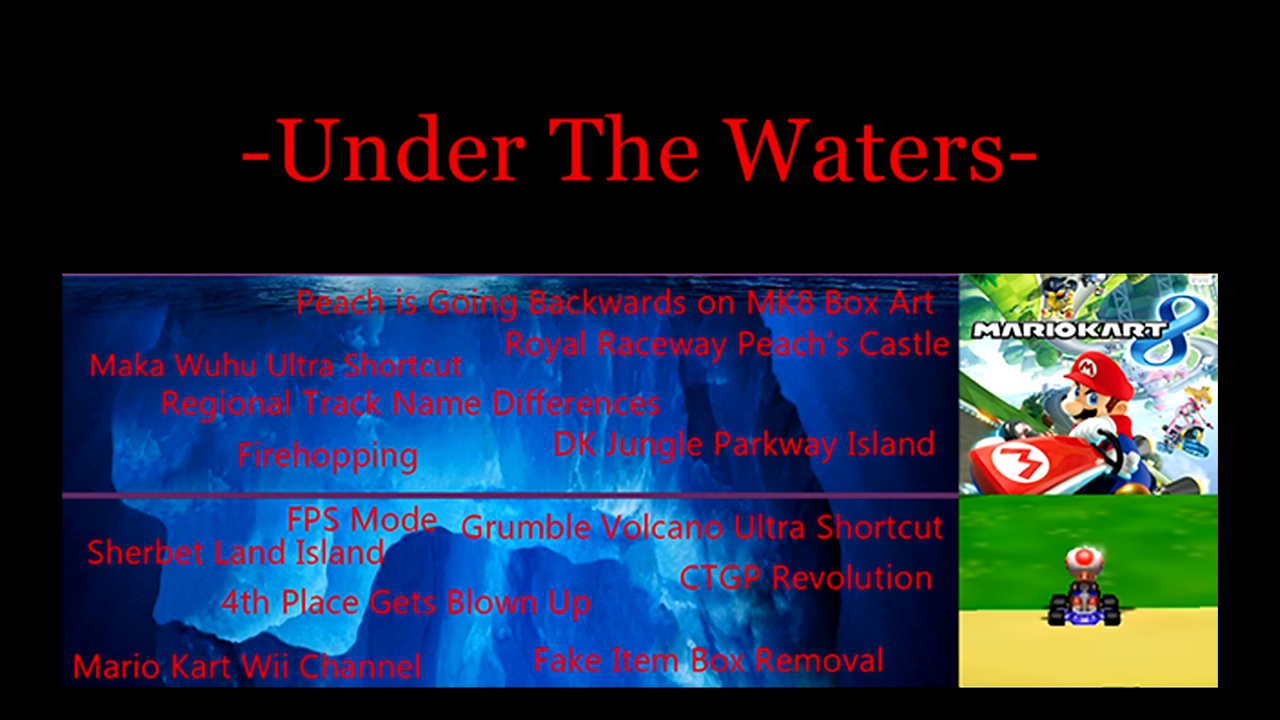 -Under The Waters-
Peach is Going Backwards on MK8 Box Art
Royal Raceway Peach's Castle
Maka Wuhu Ultra Shortcut
Regional Track Name Differences
DK Jungle Parkway Island
Firehopping
MARIOKART 8
M
FPS Mode
Grumble Volcano Ultra Shortcut
Sherbet Land Island
CTGP Revolution
4th Place Gets Blown Up
Mario Kart Wii Channel
Fake Item Box Removal